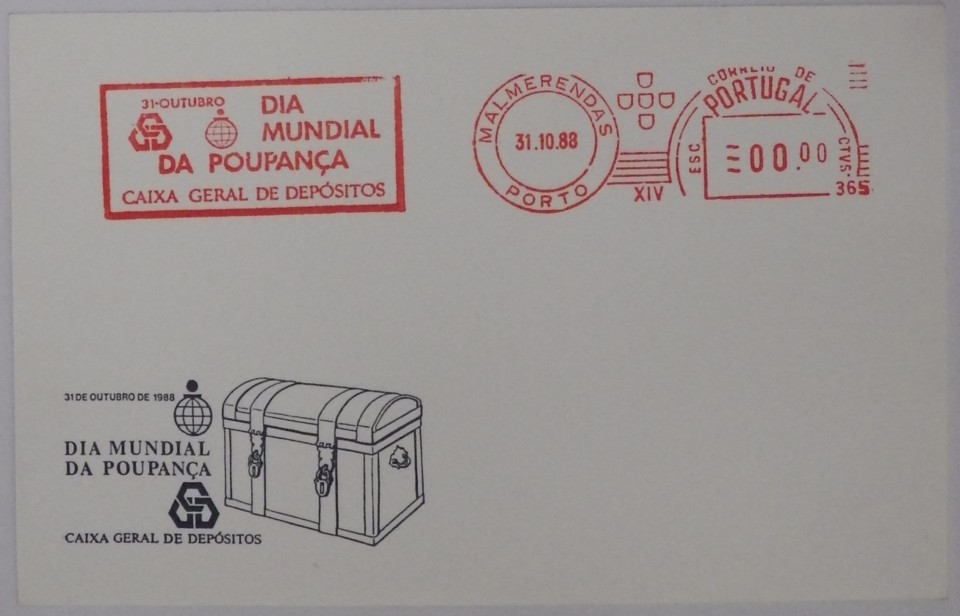 31-OUTUBRO
DIA
MUNDIAL
DA POUPANÇA
CAIXA GERAL DE DEPÓSITOS
MALMERENDAS
31.10.88
PORTO
XIV
CORREIO DE
PORTUGAL
ESC
00.00
CTVS.
365
31 DE OUTUBRO DE 1988
DIA MUNDIAL
DA POUPANÇA
CAIXA GERAL DE DEPÓSITOS